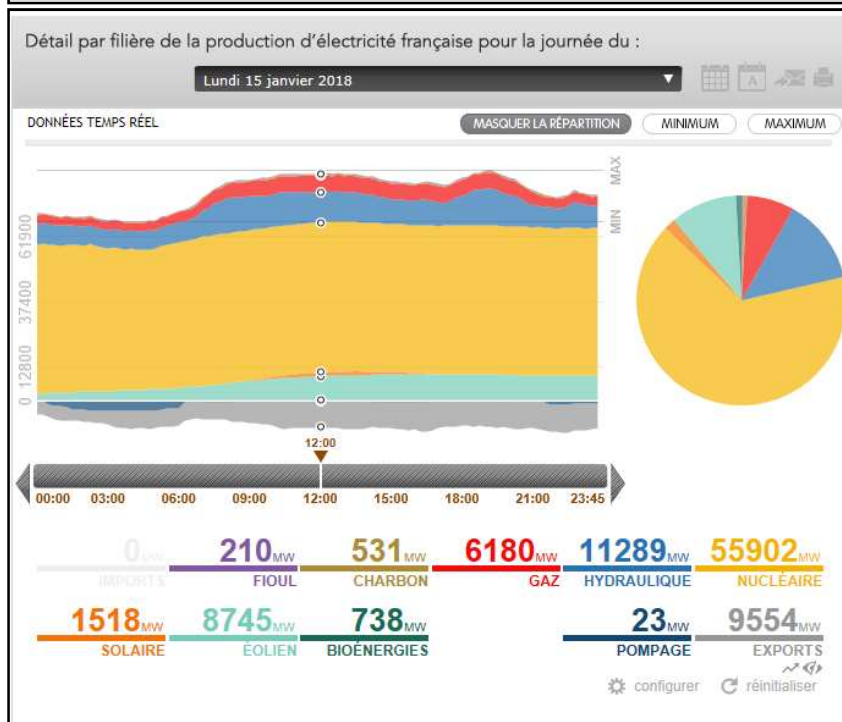 Détail par filière de la production d'électricité française pour la journée du :
Lundi 15 janvier 2018 ▼
A
DONNÉES TEMPS RÉEL MASQUER LA RÉPARTITION MINIMUM MAXIMUM
MAX
MIN
61900
37400
12800
0
12:00
00:00 03:00 06:00 09:00 12:00 15:00 18:00 21:00 23:45
0MW 210MW 531MW 6180MW 11289MW 55902MW
IMPORTS FIOUL CHARBON GAZ HYDRAULIQUE NUCLÉAIRE
1518MW 8745MW 738MW 23MW 9554MW
SOLAIRE ÉOLIEN BIOÉNERGIES POMPAGE EXPORTS
configurer réinitialiser